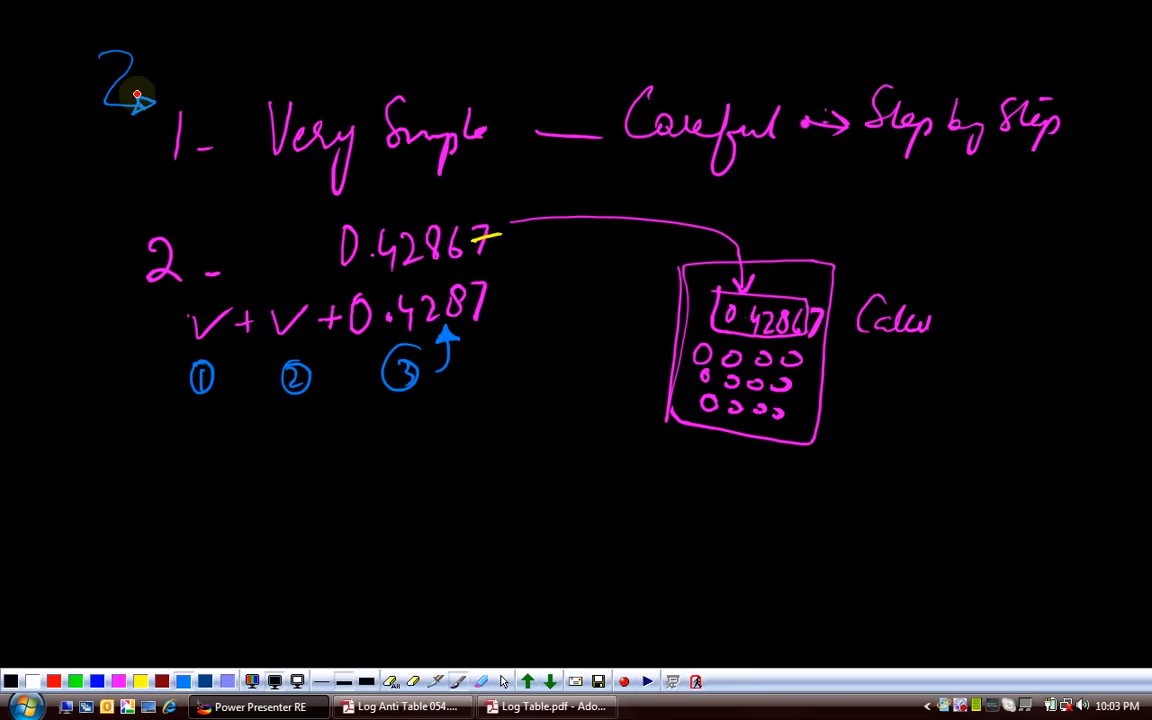 2
1- Very Simple — Careful → Step by Step
2- 0.42867
✓ + ✓ + 0.4287
① ② ③
0.42867 Calcu
Power Presenter RE
Log Anti Table 054....
Log Table.pdf - Ado...
10:03 PM